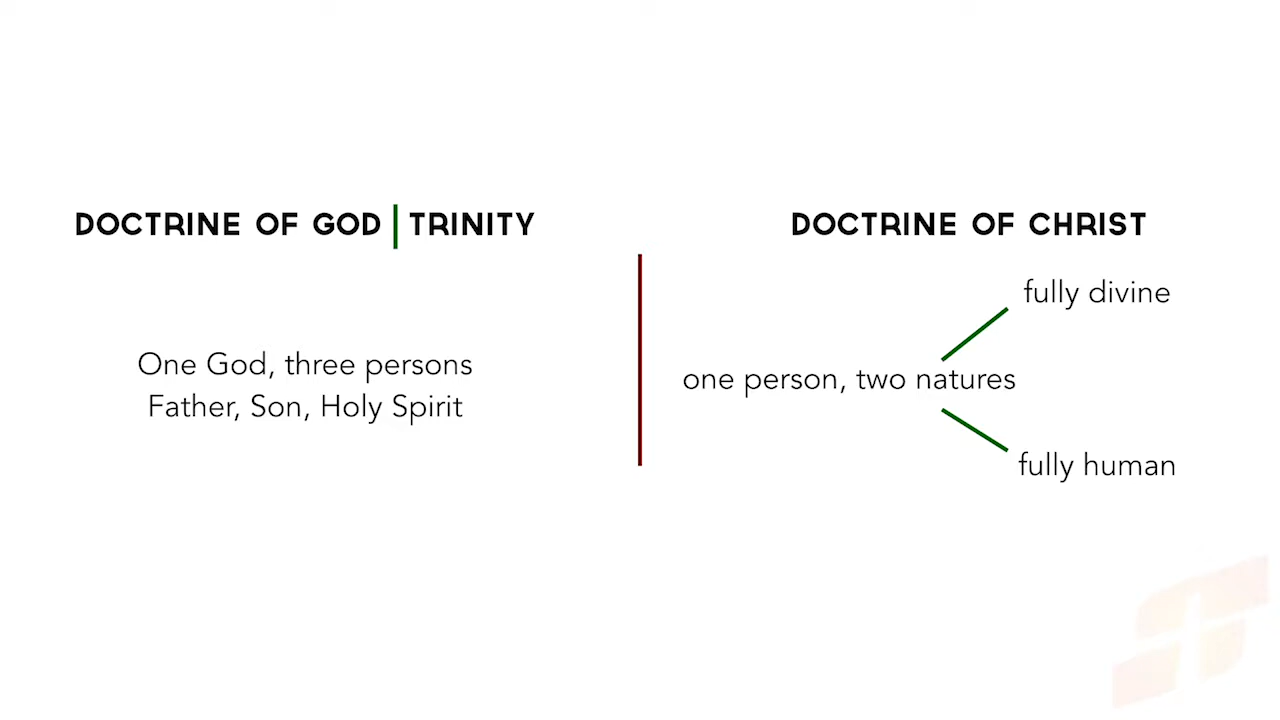 DOCTRINE OF GOD | TRINITY
One God, three persons
Father, Son, Holy Spirit
DOCTRINE OF CHRIST
fully divine
one person, two natures
fully human